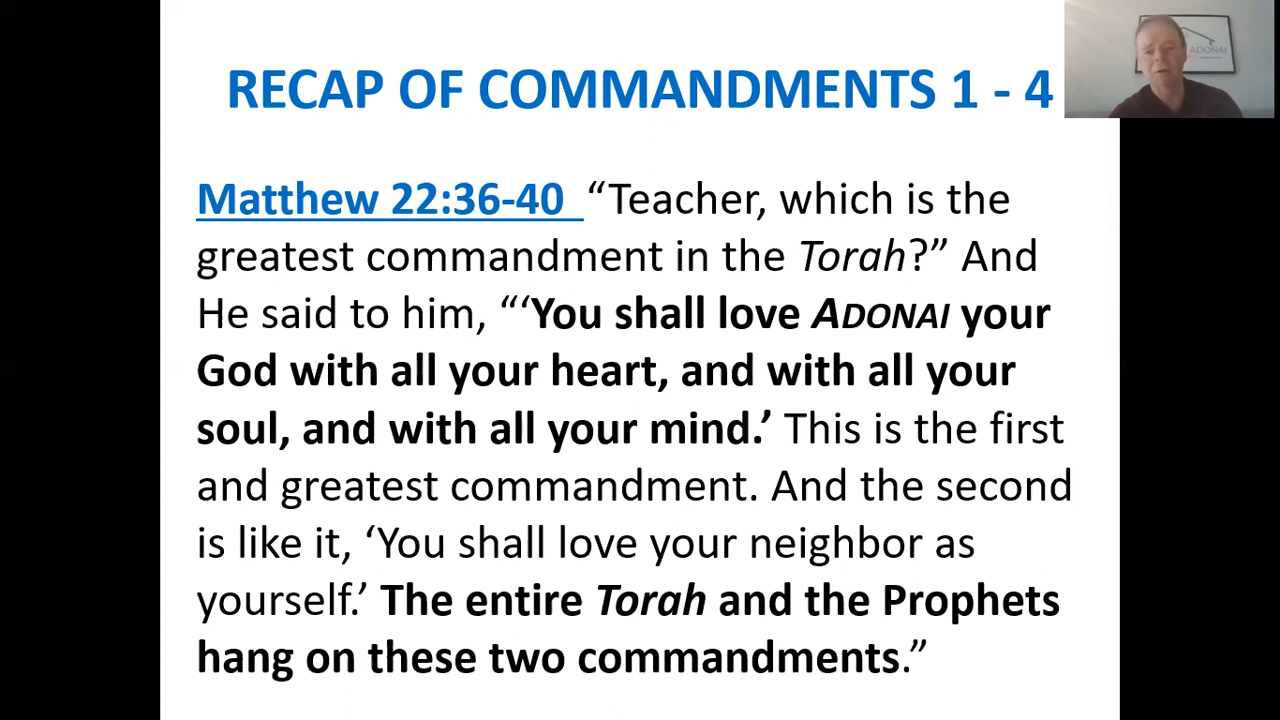 RECAP OF COMMANDMENTS 1 - 4
ADONAI
Matthew 22:36-40 “Teacher, which is the
greatest commandment in the Torah?” And
He said to him, “‘You shall love ADONAI your
God with all your heart, and with all your
soul, and with all your mind.’ This is the first
and greatest commandment. And the second
is like it, ‘You shall love your neighbor as
yourself.’ The entire Torah and the Prophets
hang on these two commandments.”